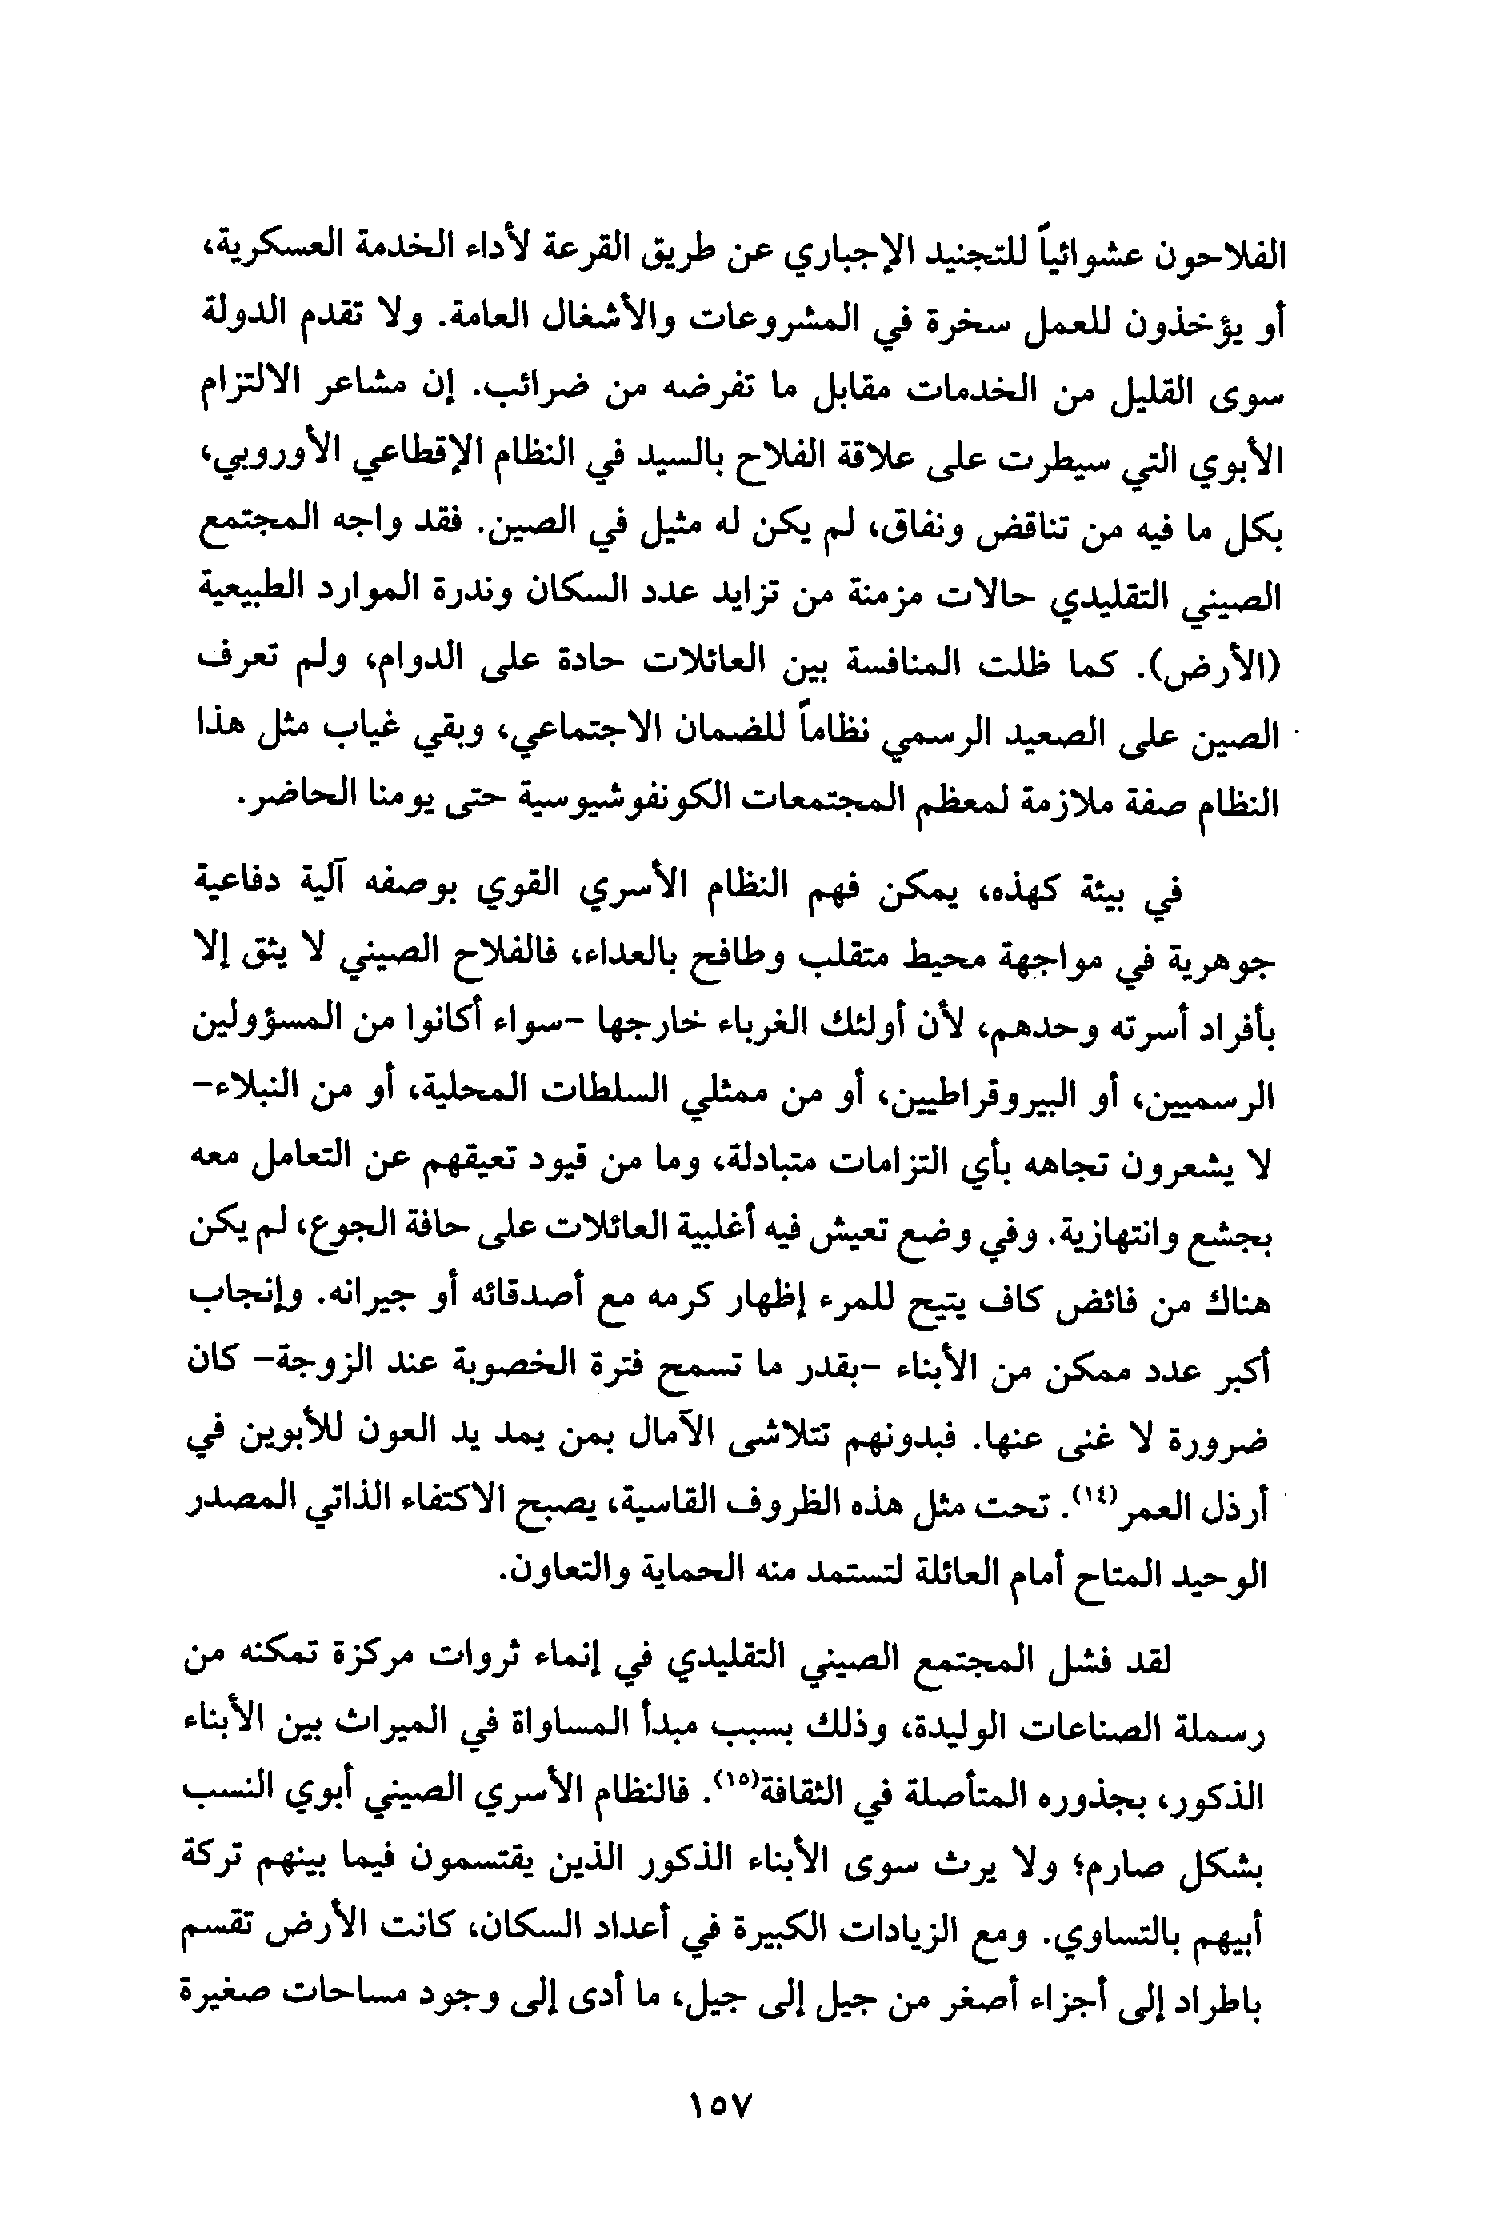 الفلاحون عشوائياً للتجنيد الإجباري عن طريق القرعة لأداء الخدمة العسكرية،
أو يؤخذون للعمل سخرة في المشروعات والأشغال العامة. ولا تقدم الدولة
سوى القليل من الخدمات مقابل ما تفرضه من ضرائب. إن مشاعر الالتزام
الأبوي التي سيطرت على علاقة الفلاح بالسيد في النظام الإقطاعي الأوروبي،
بكل ما فيه من تناقض ونفاق، لم يكن له مثيل في الصين. فقد واجه المجتمع
الصيني التقليدي حالات مزمنة من تزايد عدد السكان وندرة الموارد الطبيعية
(الأرض). كما ظلت المنافسة بين العائلات حادة على الدوام، ولم تعرف
الصين على الصعيد الرسمي نظاماً للضمان الاجتماعي، وبقي غياب مثل هذا
النظام صفة ملازمة لمعظم المجتمعات الكونفوشيوسية حتى يومنا الحاضر.
في بيئة كهذه، يمكن فهم النظام الأسري القوي بوصفه آلية دفاعية
جوهرية في مواجهة محيط متقلب وطافح بالعداء، فالفلاح الصيني لا يثق إلا
بأفراد أسرته وحدهم، لأن أولئك الغرباء خارجها -سواء أكانوا من المسؤولين
الرسميين، أو البيروقراطيين، أو من ممثلي السلطات المحلية، أو من النبلاء-
لا يشعرون تجاهه بأي التزامات متبادلة، وما من قيود تعيقهم عن التعامل معه
بجشع وانتهازية. وفي وضع تعيش فيه أغلبية العائلات على حافة الجوع، لم يكن
هناك من فائض كاف يتيح للمرء إظهار كرمه مع أصدقائه أو جيرانه. وإنجاب
أكبر عدد ممكن من الأبناء -بقدر ما تسمح فترة الخصوبة عند الزوجة- كان
ضرورة لا غنى عنها. فبدونهم تتلاشى الآمال بمن يمد يد العون للأبوين في
أرذل العمر(١٤). تحت مثل هذه الظروف القاسية، يصبح الاكتفاء الذاتي المصدر
الوحيد المتاح أمام العائلة لتستمد منه الحماية والتعاون.
لقد فشل المجتمع الصيني التقليدي في إنماء ثروات مركزة تمكنه من
رسملة الصناعات الوليدة، وذلك بسبب مبدأ المساواة في الميراث بين الأبناء
الذكور، بجذوره المتأصلة في الثقافة(١٥). فالنظام الأسري الصيني أبوي النسب
بشكل صارم؛ ولا يرث سوى الأبناء الذكور الذين يقتسمون فيما بينهم تركة
أبيهم بالتساوي. ومع الزيادات الكبيرة في أعداد السكان، كانت الأرض تقسم
باطراد إلى أجزاء أصغر من جيل إلى جيل، ما أدى إلى وجود مساحات صغيرة
١٥٧